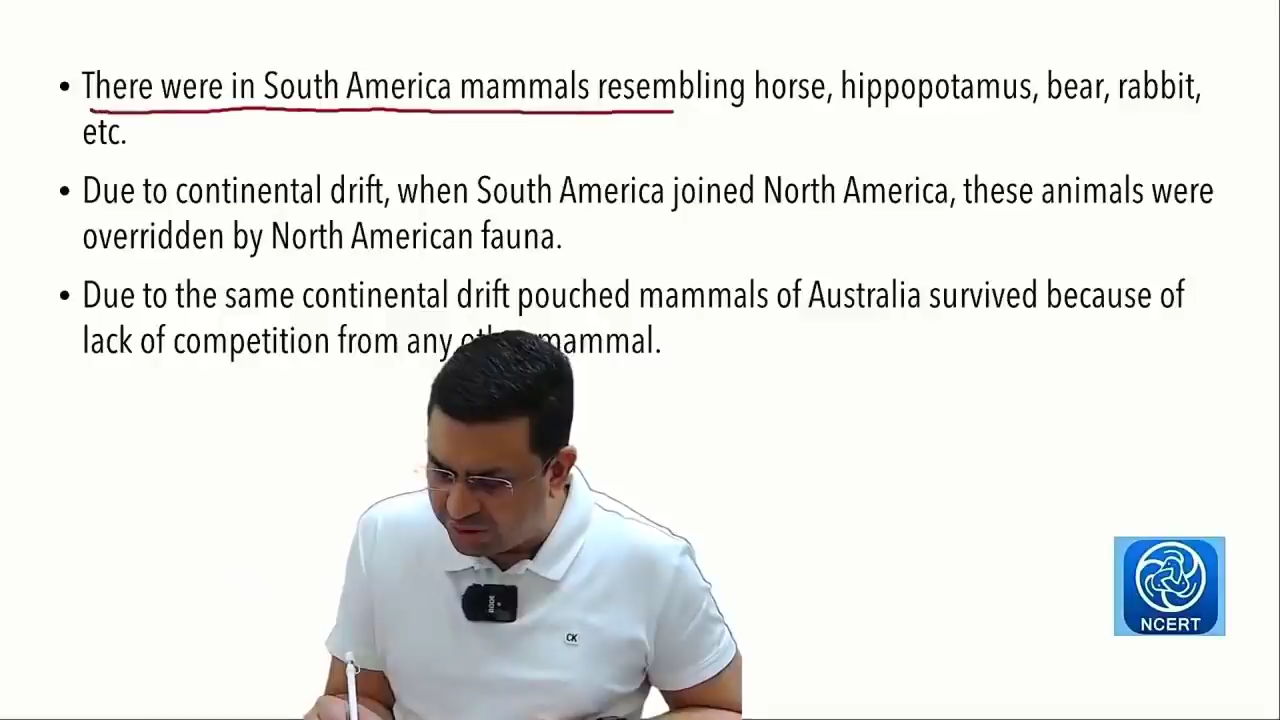 • There were in South America mammals resembling horse, hippopotamus, bear, rabbit,
etc.
• Due to continental drift, when South America joined North America, these animals were
overridden by North American fauna.
• Due to the same continental drift pouched mammals of Australia survived because of
lack of competition from any mammal.
RODE
CK
NCERT